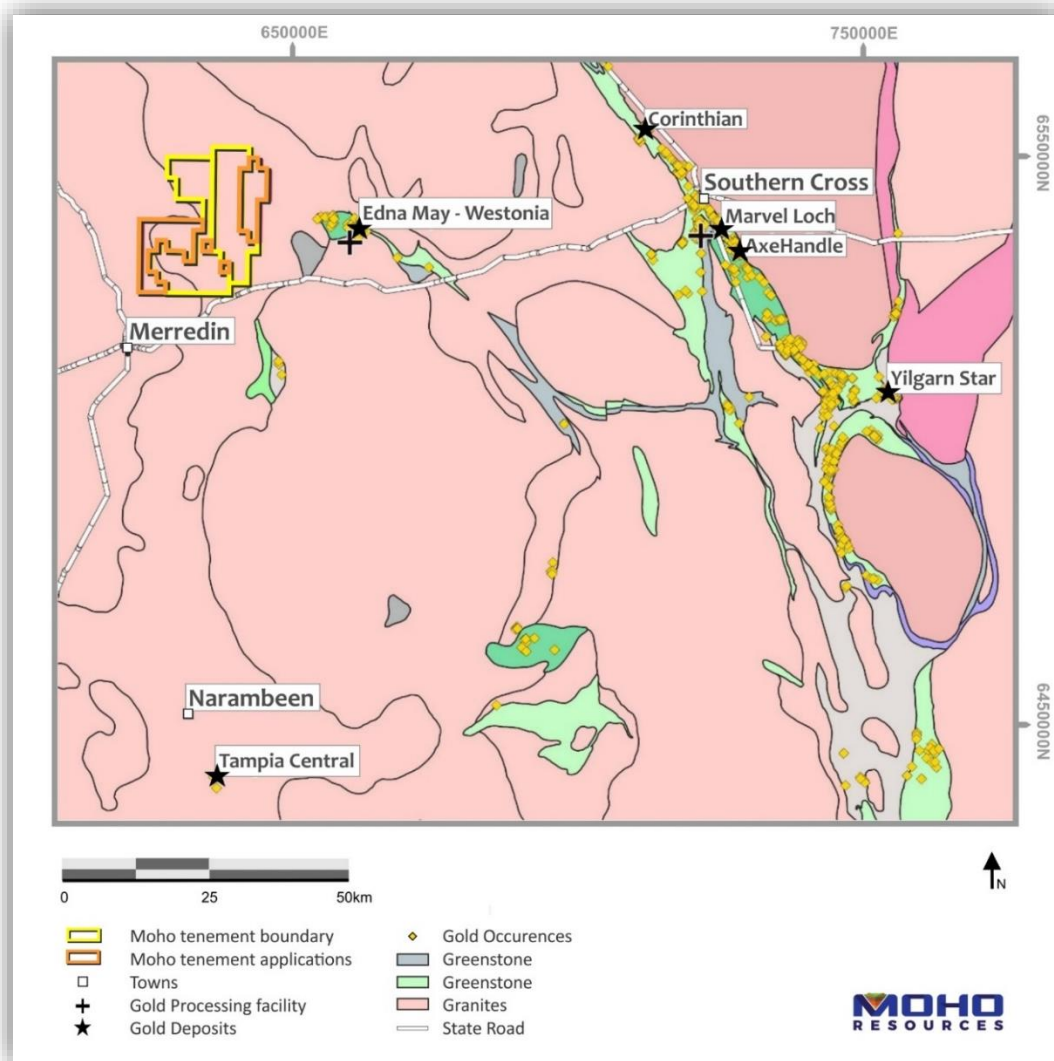 650000E
750000E
Corinthian
6550000N
Southern Cross
Edna May - Westonia
Marvel Loch
AxeHandle
Merredin
Yilgarn Star
Narambeen
6450000N
Tampia Central
0
25
50km
N
Moho tenement boundary
Moho tenement applications
Towns
Gold Processing facility
Gold Deposits
Gold Occurences
Greenstone
Greenstone
Granites
State Road
MOHO
RESOURCES